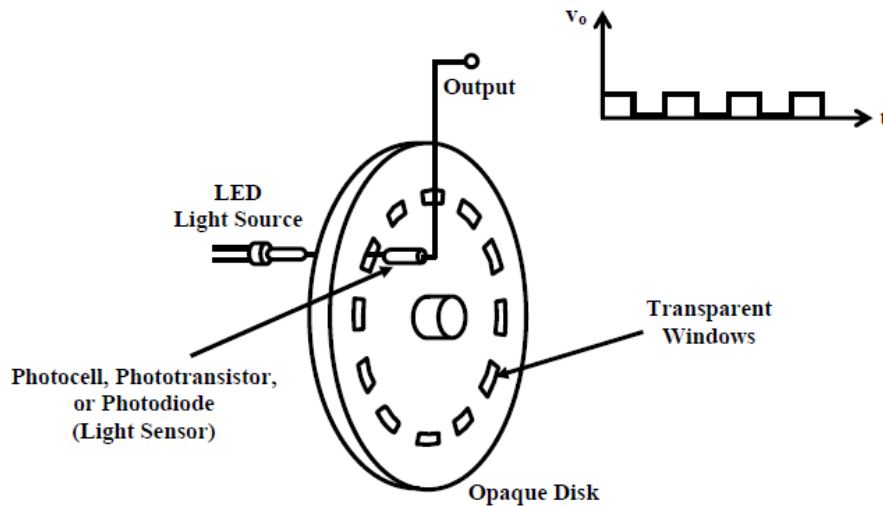 vo
t
Output
LED
Light Source
Transparent
Windows
Photocell, Phototransistor,
or Photodiode
(Light Sensor)
Opaque Disk